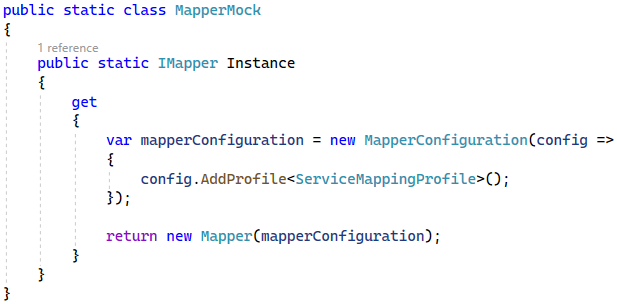 public static class MapperMock
{
    1 reference
    public static IMapper Instance
    {
        get
        {
            var mapperConfiguration = new MapperConfiguration(config =>
            {
                config.AddProfile<ServiceMappingProfile>();
            });

            return new Mapper(mapperConfiguration);
        }
    }
}